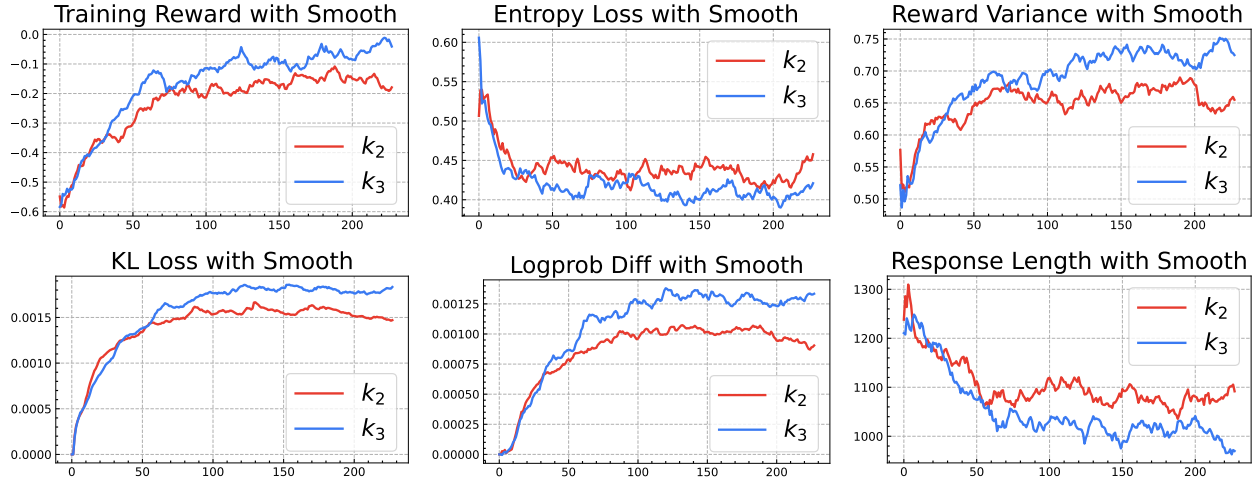 Training Reward with Smooth
0.0
−0.1
−0.2
−0.3
−0.4
−0.5
−0.6
0 50 100 150 200
k2
k3
Entropy Loss with Smooth
0.60
0.55
0.50
0.45
0.40
0 50 100 150 200
k2
k3
Reward Variance with Smooth
0.75
0.70
0.65
0.60
0.55
0.50
0 50 100 150 200
k2
k3
KL Loss with Smooth
0.0015
0.0010
0.0005
0.0000
0 50 100 150 200
k2
k3
Logprob Diff with Smooth
0.00125
0.00100
0.00075
0.00050
0.00025
0.00000
0 50 100 150 200
k2
k3
Response Length with Smooth
1300
1200
1100
1000
0 50 100 150 200
k2
k3